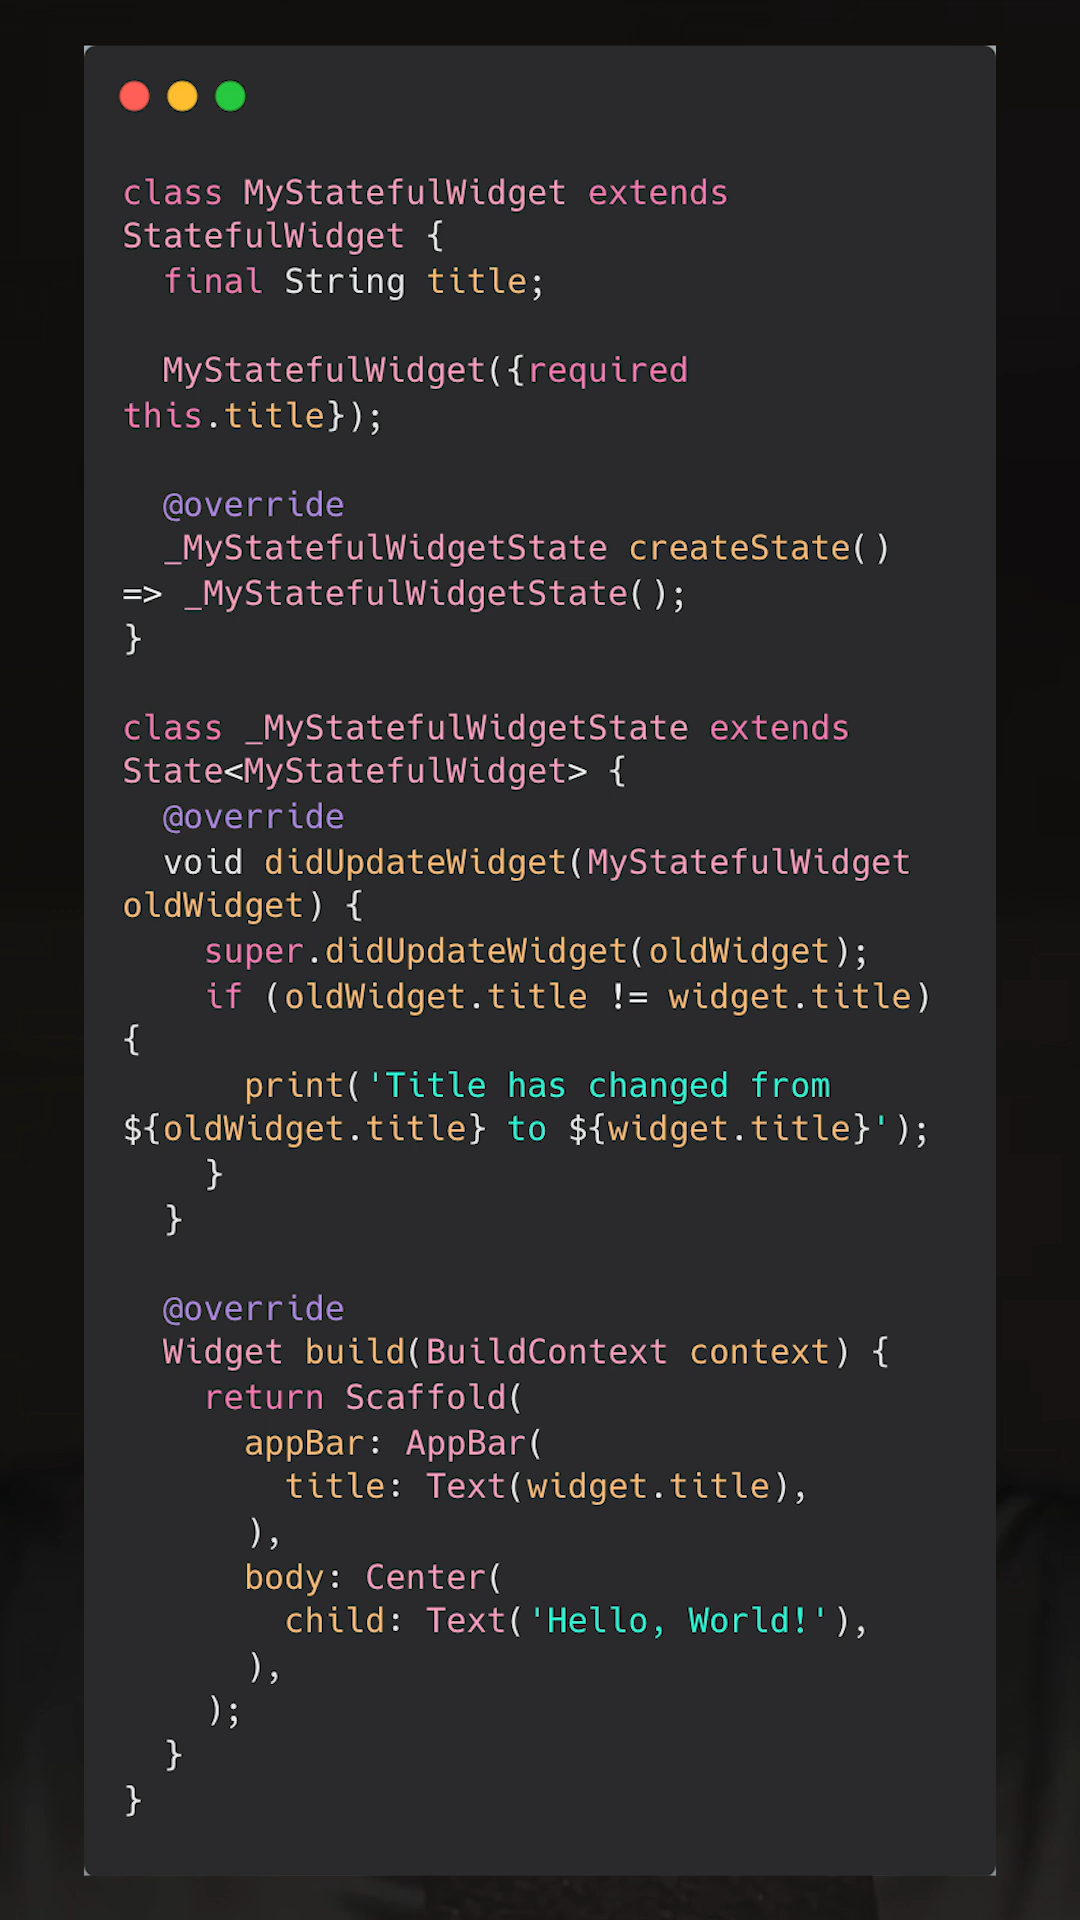 class MyStatefulWidget extends
StatefulWidget {
  final String title;

  MyStatefulWidget({required
this.title});

  @override
  _MyStatefulWidgetState createState()
=> _MyStatefulWidgetState();
}

class _MyStatefulWidgetState extends
State<MyStatefulWidget> {
  @override
  void didUpdateWidget(MyStatefulWidget
oldWidget) {
    super.didUpdateWidget(oldWidget);
    if (oldWidget.title != widget.title)
{
      print('Title has changed from
${oldWidget.title} to ${widget.title}');
    }
  }

  @override
  Widget build(BuildContext context) {
    return Scaffold(
      appBar: AppBar(
        title: Text(widget.title),
      ),
      body: Center(
        child: Text('Hello, World!'),
      ),
    );
  }
}